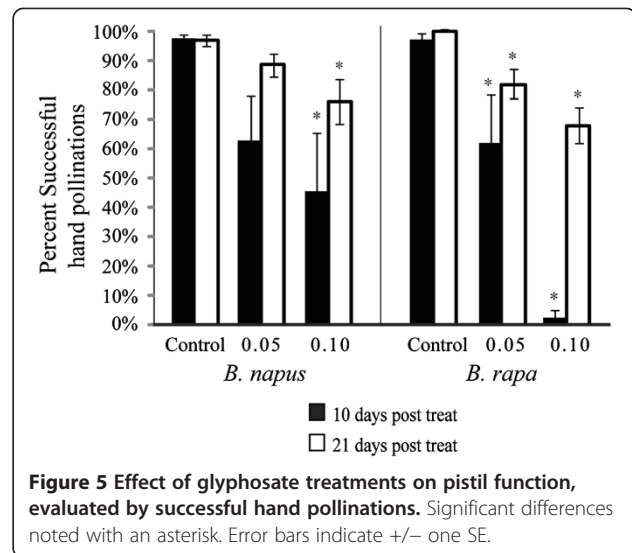 100%
90%
80%
70%
60%
50%
40%
30%
20%
10%
0%
Percent Successful
hand pollinations
* * * * * *
Control 0.05 0.10 Control 0.05 0.10
B. napus B. rapa
10 days post treat
21 days post treat
Figure 5 Effect of glyphosate treatments on pistil function,
evaluated by successful hand pollinations. Significant differences
noted with an asterisk. Error bars indicate +/− one SE.